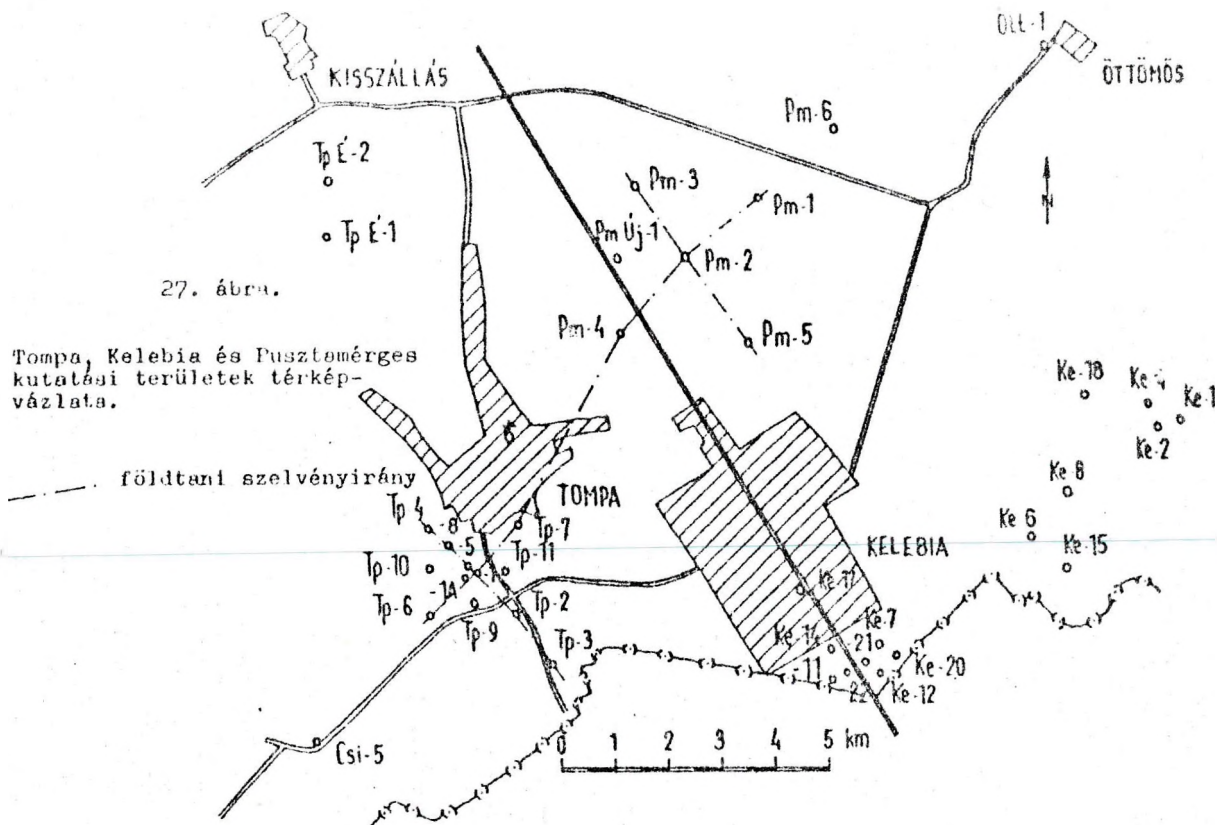 KISSZÁLLÁS
Ött-1
ÖTTÖMÖS
Pm-6
Tp É-2
Pm-3
Pm-1
N
Tp É-1
Pm Új-1
Pm-2
27. ábra.
Pm-4
Pm-5
Tompa, Kelebia és Pusztamérges
kutatási területek térkép-
vázlata.
Ke-18
Ke-4
Ke-1
Ke-2
földtani szelvényirány
Ke-8
Tp 4
-8
TOMPA
Tp-7
-5
Ke 6
KELEBIA
Ke-15
Tp-10
-1
Tp-11
-1A
Ke-17
Tp-6
Tp-2
Tp-9
Ke-14
Ke-7
-21
Tp-3
-11
Ke-20
22
Ke-12
Csi-5
0 1 2 3 4 5 km